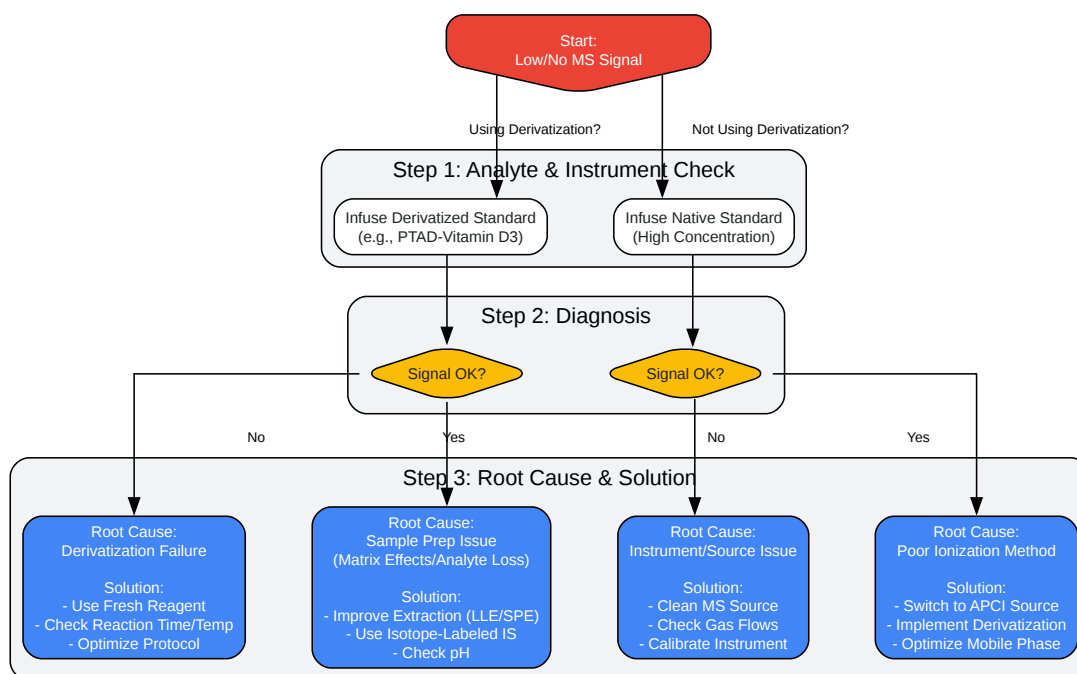 Start:
Low/No MS Signal
Using Derivatization?
Not Using Derivatization?
Step 1: Analyte & Instrument Check
Infuse Derivatized Standard
(e.g., PTAD-Vitamin D3)
Infuse Native Standard
(High Concentration)
Step 2: Diagnosis
Signal OK?
Signal OK?
No
Yes
No
Yes
Step 3: Root Cause & Solution
Root Cause:
Derivatization Failure
Solution:
- Use Fresh Reagent
- Check Reaction Time/Temp
- Optimize Protocol
Root Cause:
Sample Prep Issue
(Matrix Effects/Analyte Loss)
Solution:
- Improve Extraction (LLE/SPE)
- Use Isotope-Labeled IS
- Check pH
Root Cause:
Instrument/Source Issue
Solution:
- Clean MS Source
- Check Gas Flows
- Calibrate Instrument
Root Cause:
Poor Ionization Method
Solution:
- Switch to APCI Source
- Implement Derivatization
- Optimize Mobile Phase